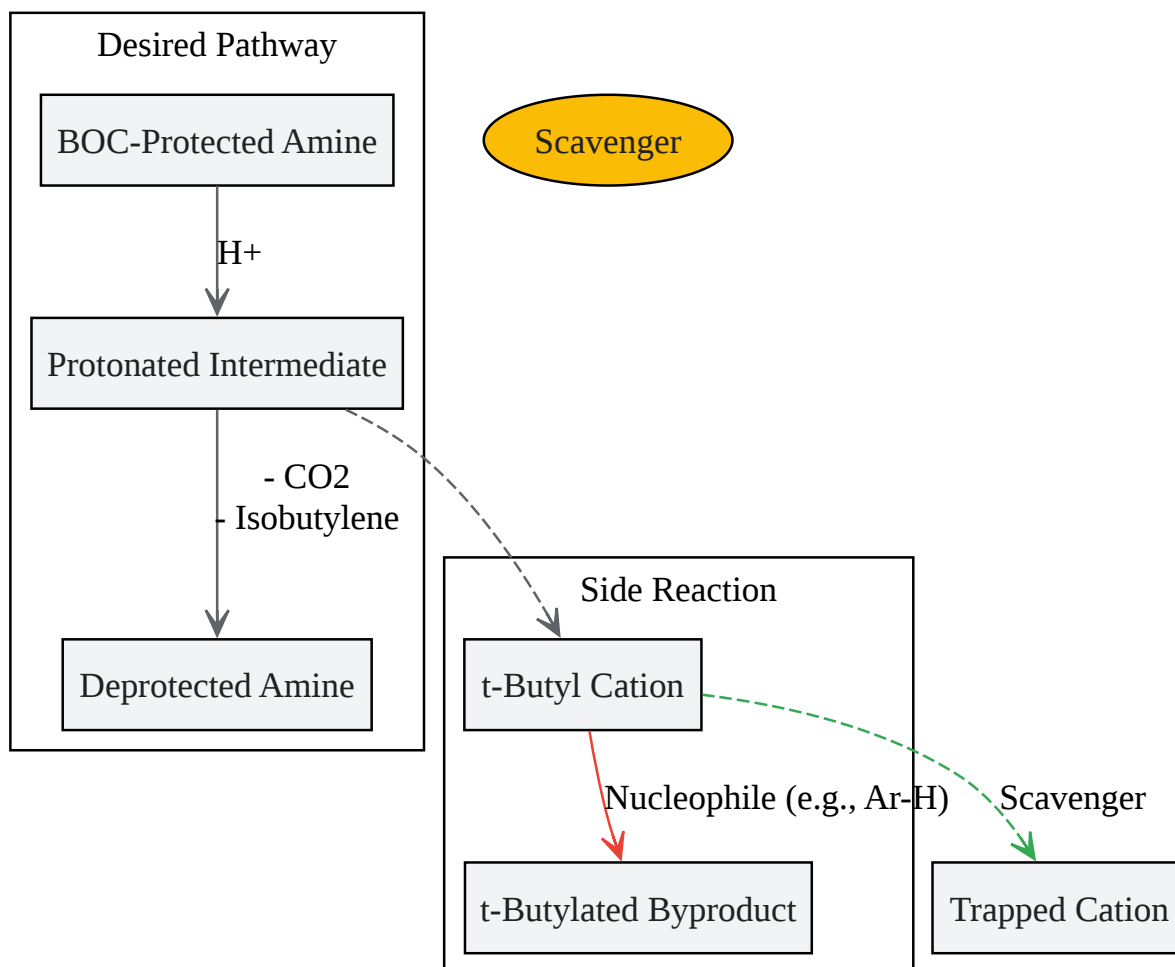 Desired Pathway
BOC-Protected Amine
Scavenger
H+
Protonated Intermediate
- CO2
- Isobutylene
Side Reaction
Deprotected Amine
t-Butyl Cation
Nucleophile (e.g., Ar-H)
Scavenger
t-Butylated Byproduct
Trapped Cation